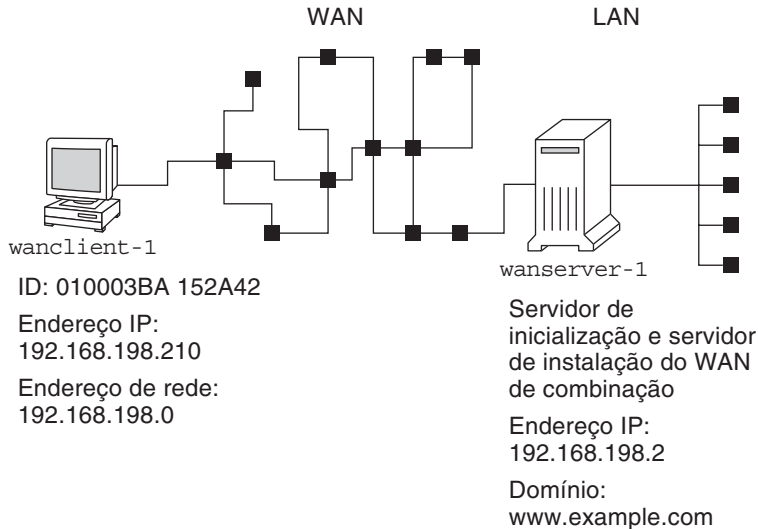 WAN
LAN
wanclient-1
ID: 010003BA 152A42
Endereço IP:
192.168.198.210
Endereço de rede:
192.168.198.0
wanserver-1
Servidor de
inicialização e servidor
de instalação do WAN
de combinação
Endereço IP:
192.168.198.2
Domínio:
www.example.com